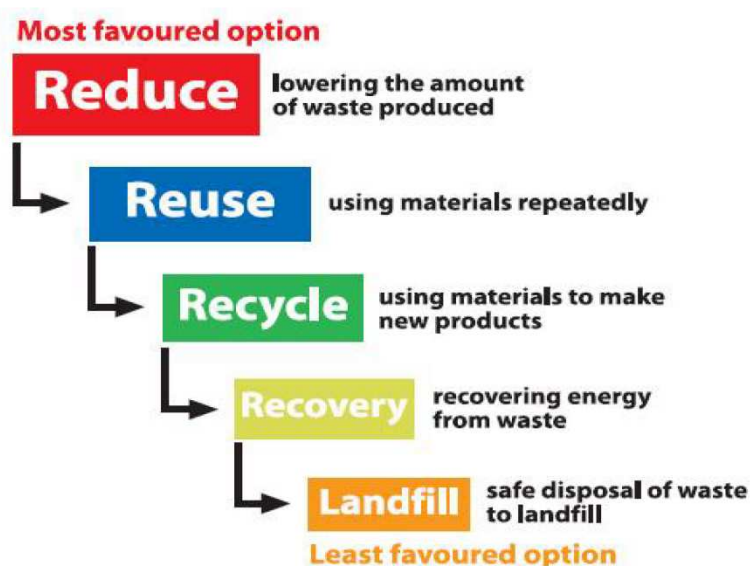 Most favoured option
Reduce
lowering the amount
of waste produced
Reuse
using materials repeatedly
Recycle
using materials to make
new products
Recovery
recovering energy
from waste
Landfill
safe disposal of waste
to landfill
Least favoured option